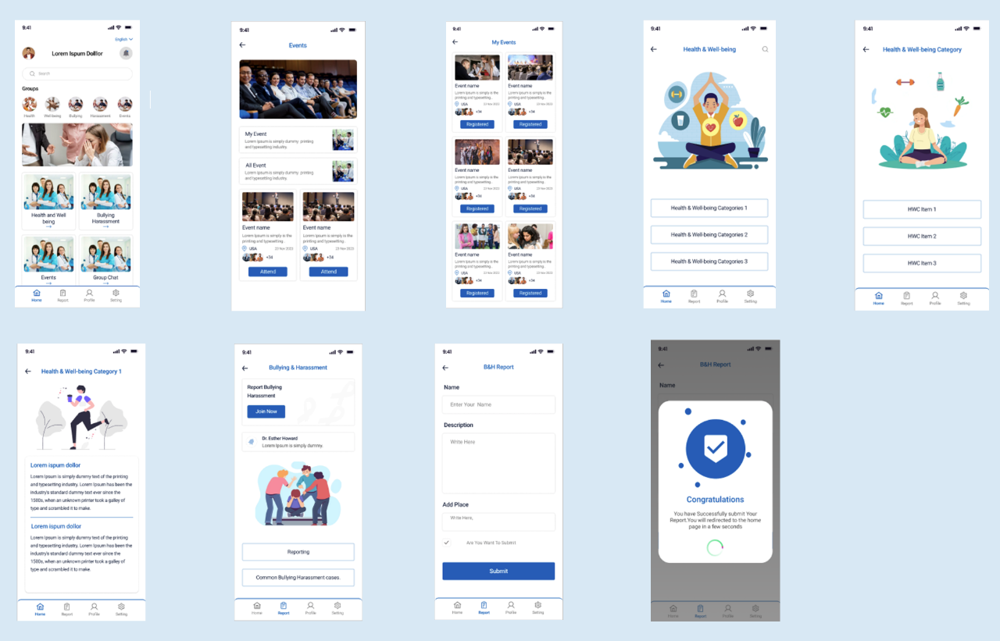 9:41
English
Lorem Ispum Dolllor
Search
Groups
Health
Well-being
Bullying
Harassment
Events
Health and Well
being
Bullying
Harassment
Events
Group Chat
Home
Report
Profile
Setting
9:41
Events
My Event
Lorem Ipsum is simply dummy printing
and typesetting industry.
All Event
Lorem Ipsum is simply dummy printing
and typesetting industry.
Event name
Lorem Ipsum is simply is the
printing and typesetting .
USA
23 Nov 2023
+34
Attend
Event name
Lorem Ipsum is simply is the
printing and typesetting .
USA
23 Nov 2023
+34
Attend
9:41
My Events
Event name
Lorem Ipsum is simply is the
printing and typesetting .
USA
23 Nov 2023
+34
Registered
Event name
Lorem Ipsum is simply is the
printing and typesetting .
USA
23 Nov 2023
+34
Registered
Event name
Lorem Ipsum is simply is the
printing and typesetting .
USA
23 Nov 2023
+34
Registered
Event name
Lorem Ipsum is simply is the
printing and typesetting .
USA
23 Nov 2023
+34
Registered
Event name
Lorem Ipsum is simply is the
printing and typesetting .
USA
23 Nov 2023
+34
Registered
Event name
Lorem Ipsum is simply is the
printing and typesetting .
USA
23 Nov 2023
+34
Registered
9:41
Health & Well-being
Health & Well-being Categories 1
Health & Well-being Categories 2
Health & Well-being Categories 3
Home
Report
Profile
Setting
9:41
Health & Well-being Category
HWC Item 1
HWC Item 2
HWC Item 3
Home
Report
Profile
Setting
9:41
Health & Well-being Category 1
Lorem ispum dollor
Lorem Ipsum is simply dummy text of the printing
and typesetting industry. Lorem Ipsum has been the
industry's standard dummy text ever since the
1500s, when an unknown printer took a galley of
type and scrambled it to make.
Lorem ispum dollor
Lorem Ipsum is simply dummy text of the printing
and typesetting industry. Lorem Ipsum has been the
industry's standard dummy text ever since the
1500s, when an unknown printer took a galley of
type and scrambled it to make.
Home
Report
Profile
Setting
9:41
Bullying & Harassment
Report Bullying
Harassment
Join Now
Dr. Esther Howard
Lorem Ipsum is simply dummy.
Reporting
Common Bullying Harassment cases.
Home
Report
Profile
Setting
9:41
B&H Report
Name
Enter Your Name
Description
Write Here
Add Place
Write Here,
Are You Want To Submit
Submit
Home
Report
Profile
Setting
9:41
B&H Report
Name
Congratulations
You have Successfully submit Your
Report.You will redirected to the home
page in a few seconds
Home
Report
Profile
Setting